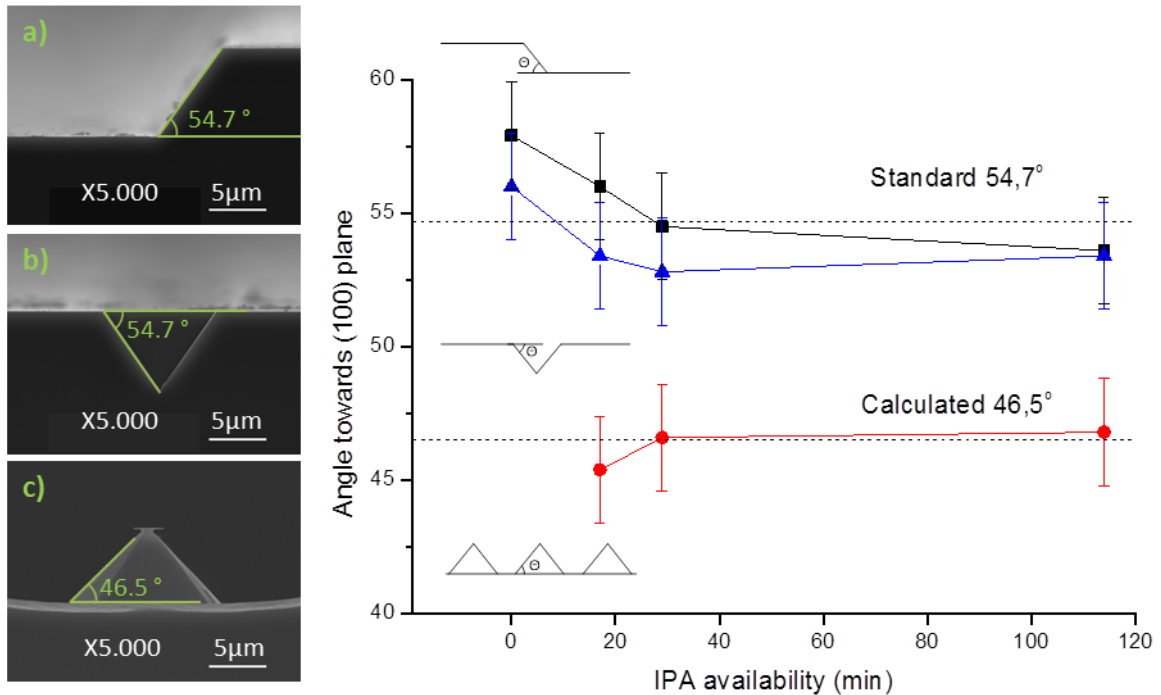 a)
54.7 °
X5.000 5µm
b)
54.7 °
X5.000 5µm
c)
46.5 °
X5.000 5µm
Angle towards (100) plane
60
55
50
45
40
Θ
Standard 54,7°
Θ
Calculated 46,5°
Θ
0 20 40 60 80 100 120
IPA availability (min)